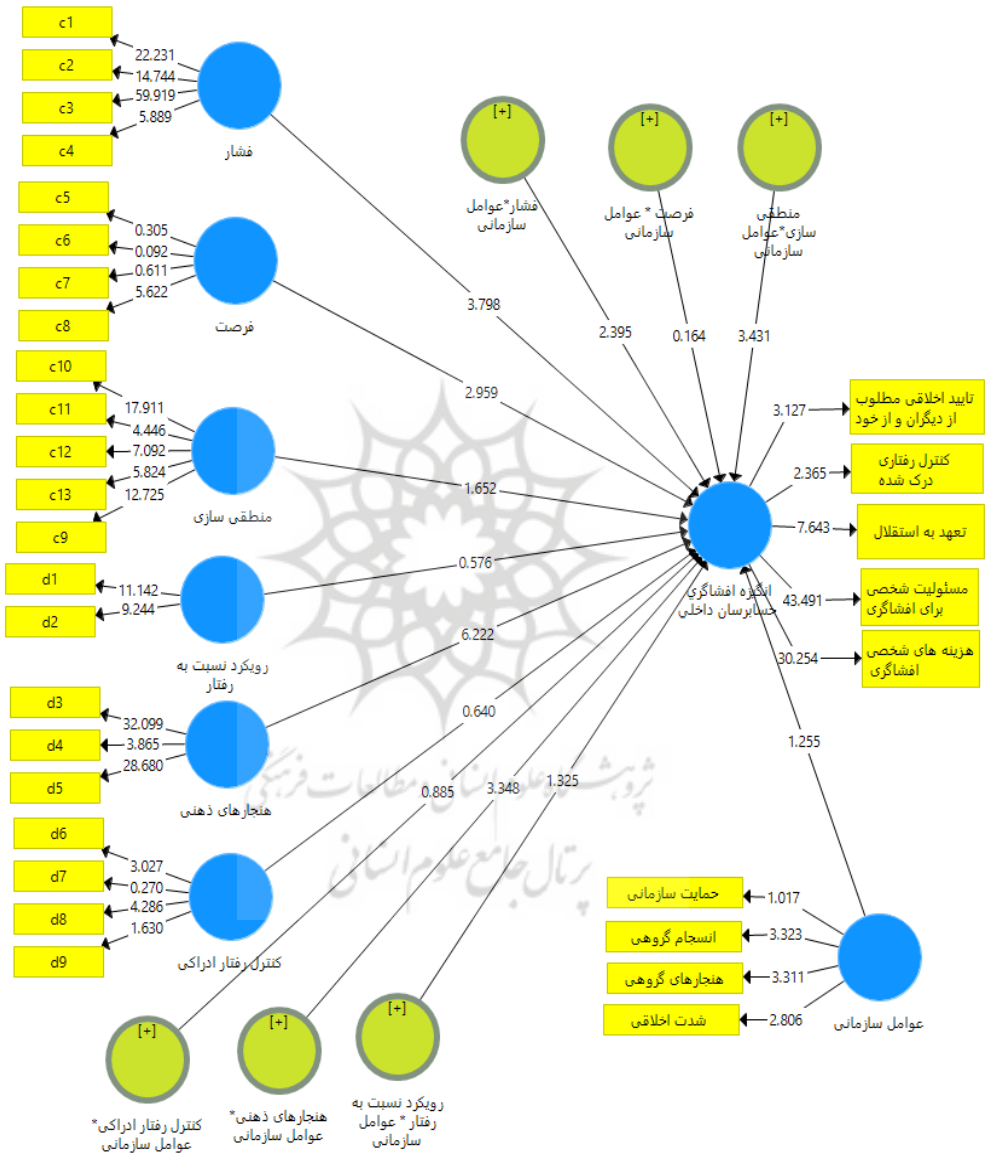 c1
22.231
c2
14.744
c3
59.919
5.889
c4
فشار
c5
0.305
c6
0.092
c7
0.611
5.622
c8
فرصت
c10
17.911
c11
4.446
c12
7.092
5.824
c13
12.725
c9
منطقی سازی
d1
11.142
9.244
d2
رویکرد نسبت به
رفتار
d3
32.099
d4
3.865
d5
28.680
هنجارهای ذهنی
d6
3.027
d7
0.270
d8
4.286
1.630
d9
کنترل رفتار ادراکی
[+]
فشار*عوامل
سازمانی
[+]
فرصت * عوامل
سازمانی
[+]
منطقی
سازی*عوامل
سازمانی
3.798
2.395
0.164
3.431
2.959
1.652
0.576
6.222
0.640
0.885
3.348
1.325
1.255
انگیزه افشاگری
حسابرسان داخلی
3.127
تایید اخلاقی مطلوب
از دیگران و از خود
2.365
کنترل رفتاری
درک شده
7.643
تعهد به استقلال
43.491
مسئولیت شخصی
برای افشاگری
30.254
هزینه های شخصی
افشاگری
پژوهشگاه علوم انسانی و مطالعات فرهنگی
پرتال جامع علوم انسانی
حمایت سازمانی
1.017
انسجام گروهی
3.323
هنجارهای گروهی
3.311
شدت اخلاقی
2.806
عوامل سازمانی
[+]
کنترل رفتار ادراکی*
عوامل سازمانی
[+]
هنجارهای ذهنی*
عوامل سازمانی
[+]
رویکرد نسبت به
رفتار * عوامل
سازمانی